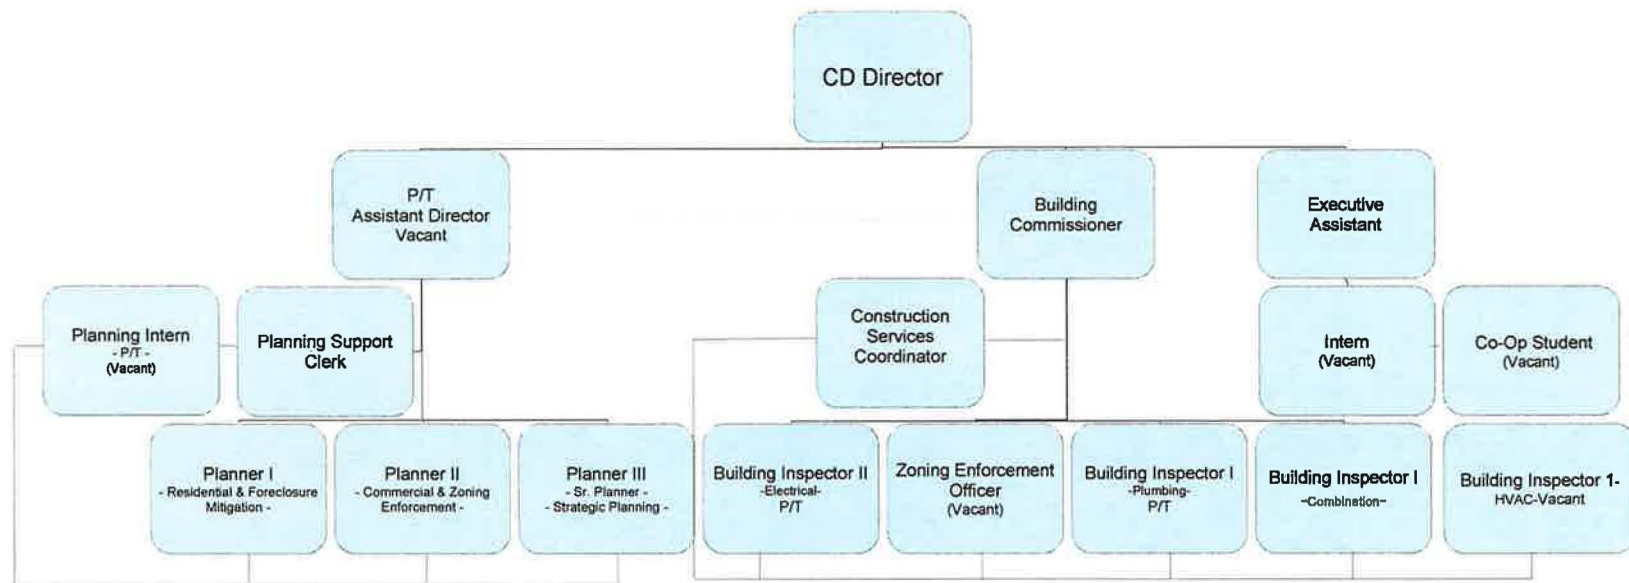 CD Director
P/T
Assistant Director
Vacant
Building
Commissioner
Executive
Assistant
Planning Intern
- P/T -
(Vacant)
Planning Support
Clerk
Construction
Services
Coordinator
Intern
(Vacant)
Co-Op Student
(Vacant)
Planner I
- Residential & Foreclosure
Mitigation -
Planner II
- Commercial & Zoning
Enforcement -
Planner III
- Sr. Planner -
- Strategic Planning -
Building Inspector II
-Electrical-
P/T
Zoning Enforcement
Officer
(Vacant)
Building Inspector I
-Plumbing-
P/T
Building Inspector I
-Combination-
Building Inspector 1-
HVAC-Vacant